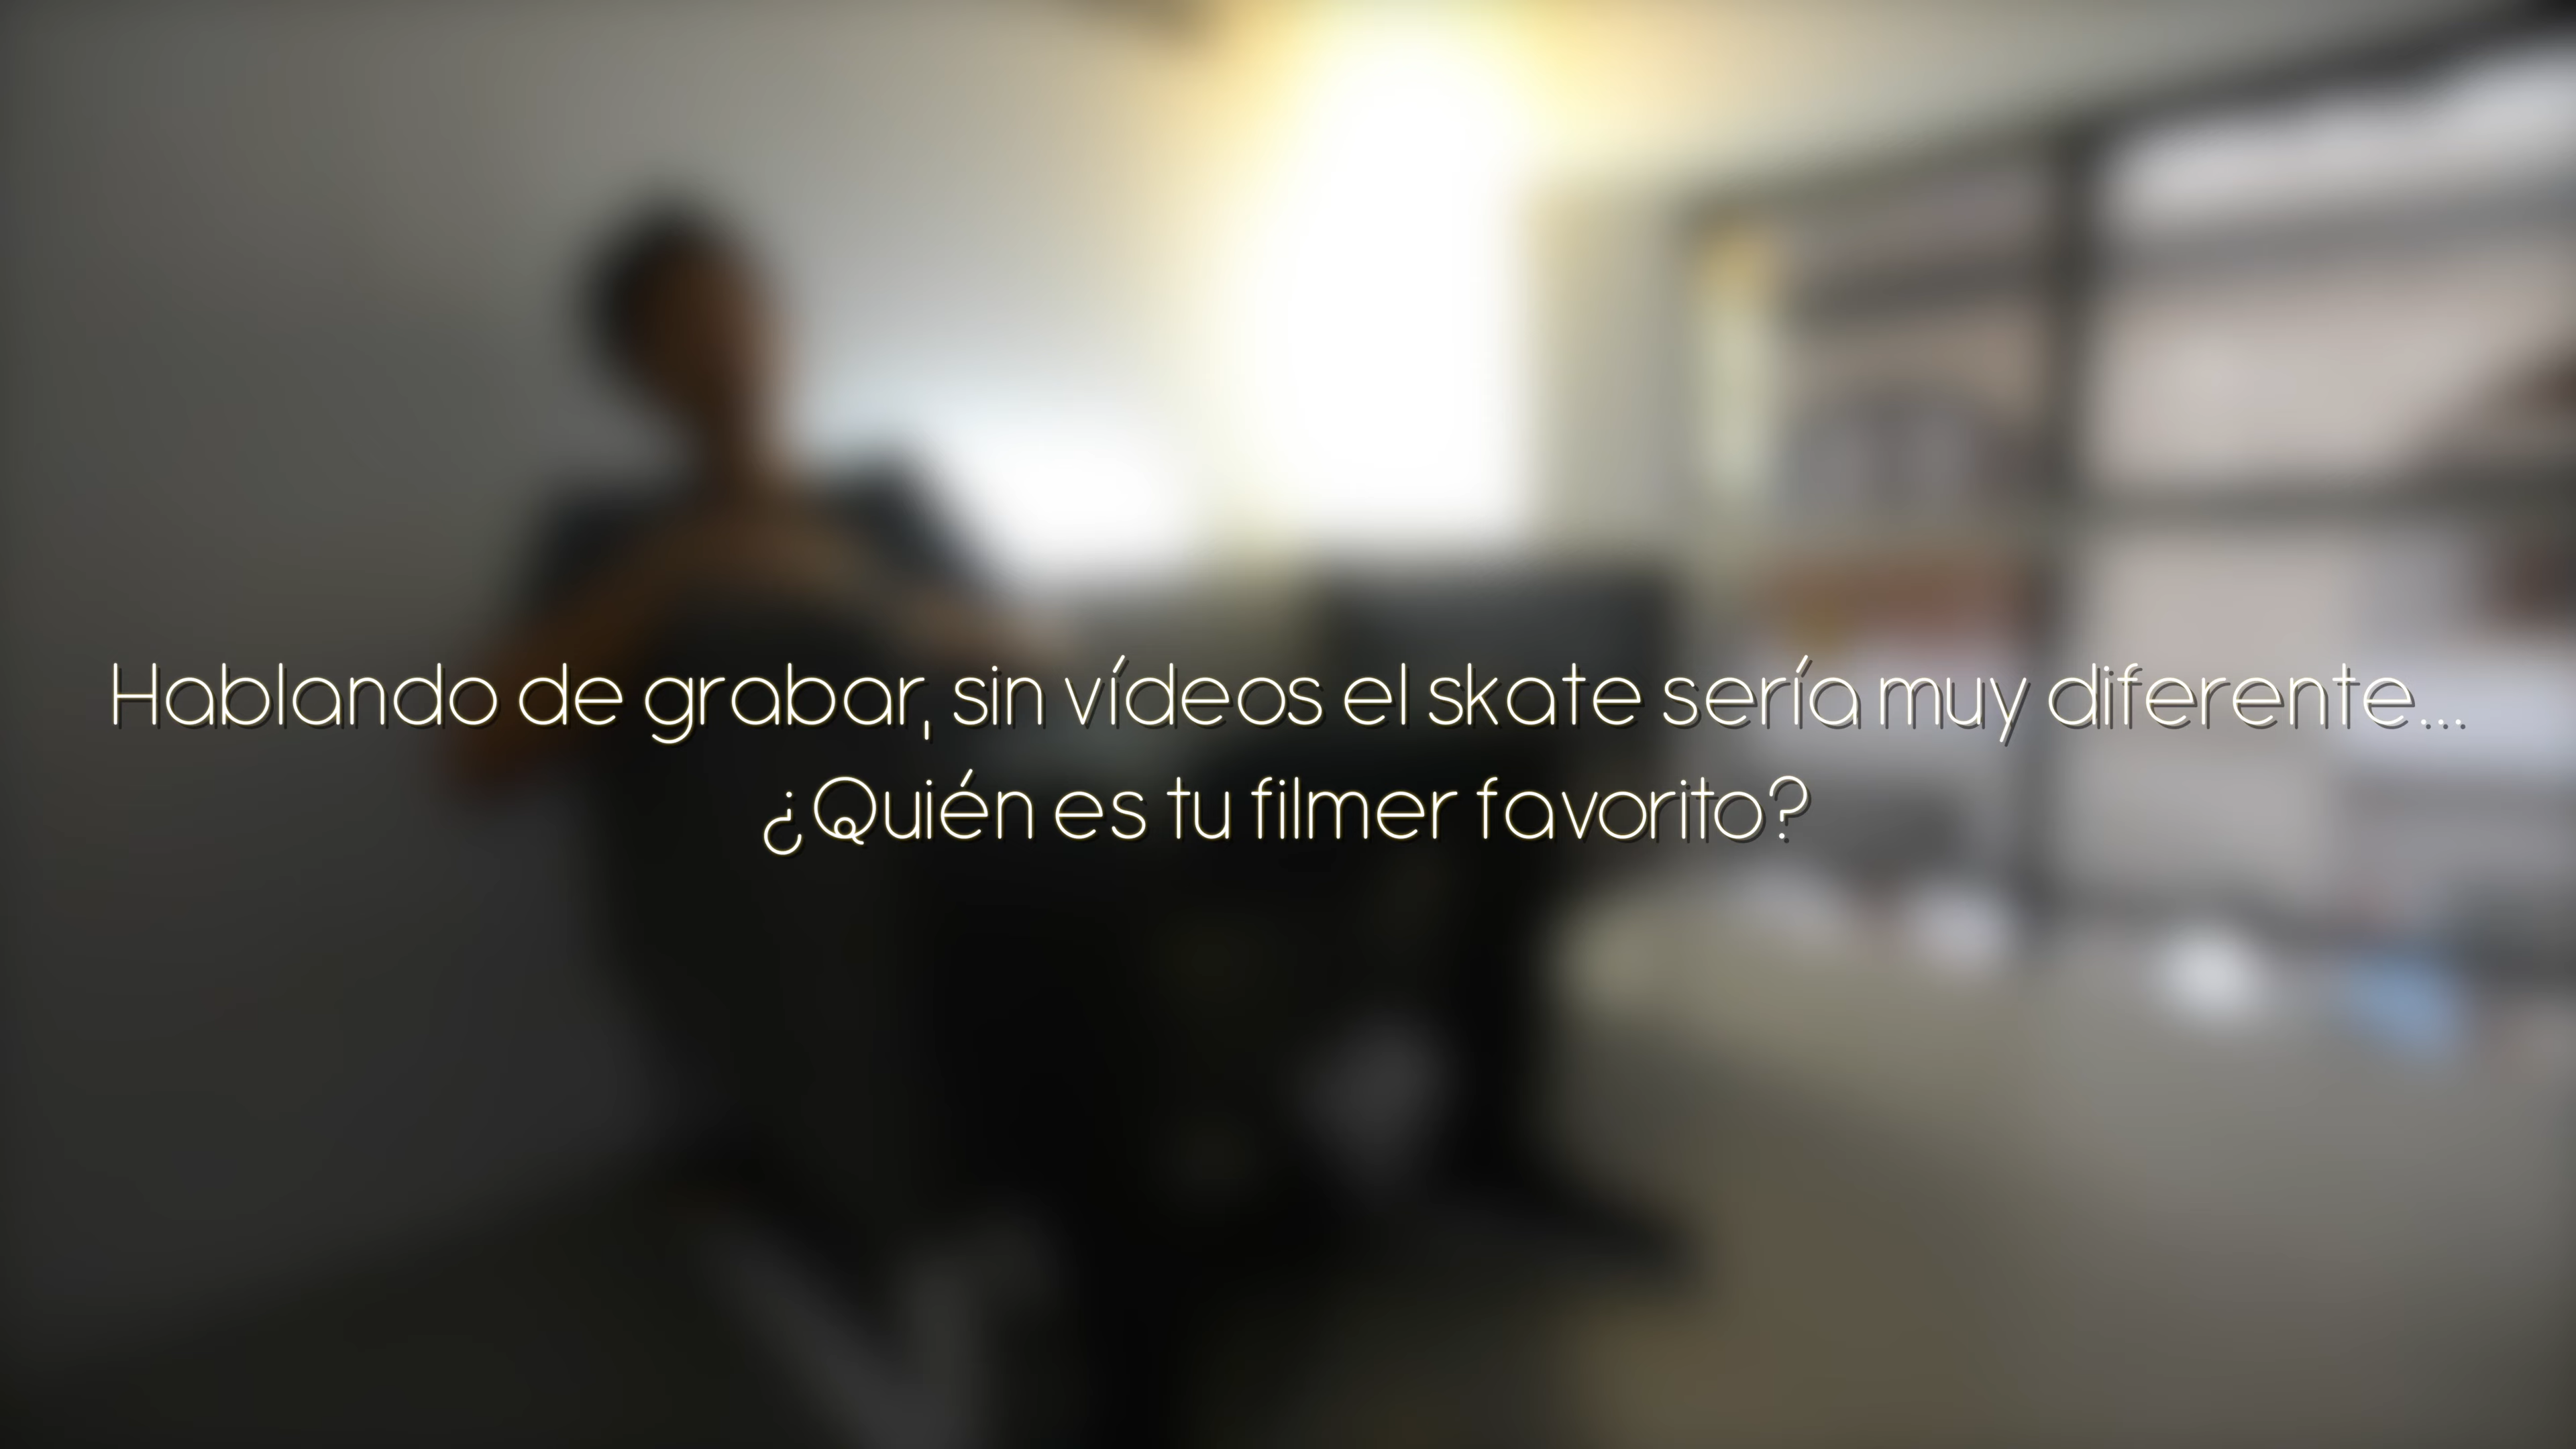 Hablando de grabar, sin vídeos el skate sería muy diferente...
¿Quién es tu filmer favorito?